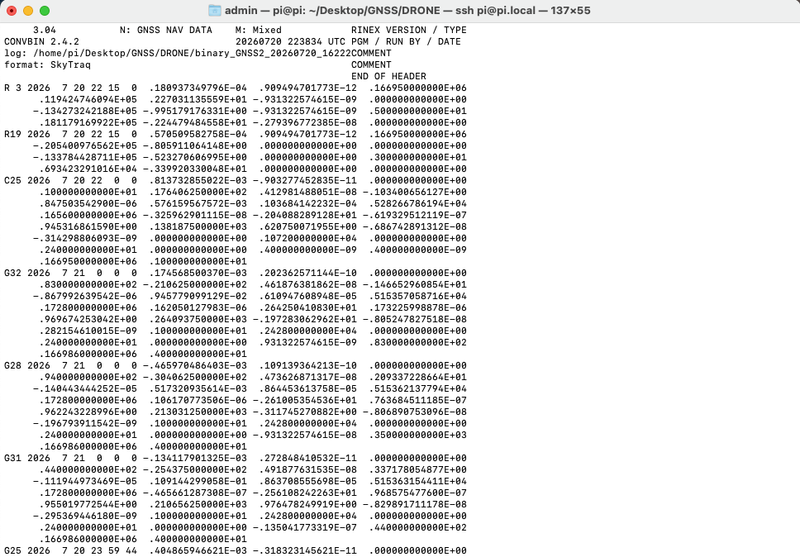 admin — pi@pi: ~/Desktop/GNSS/DRONE — ssh pi@pi.local — 137×55
3.04 N: GNSS NAV DATA M: Mixed RINEX VERSION / TYPE
CONVBIN 2.4.2 20260720 223834 UTC PGM / RUN BY / DATE
log: /home/pi/Desktop/GNSS/DRONE/binary_GNSS2_20260720_16222COMMENT
format: SkyTraq COMMENT
END OF HEADER
R 3 2026 7 20 22 15 0 .180937349796E-04 .909494701773E-12 .166950000000E+06
.119424746094E+05 .227031135559E+01 -.931322574615E-09 .000000000000E+00
-.134273242188E+05 -.995179176331E+00 -.931322574615E-09 .500000000000E+01
.181179169922E+05 -.224479484558E+01 -.279396772385E-08 .000000000000E+00
R19 2026 7 20 22 15 0 .570509582758E-04 .909494701773E-12 .166950000000E+06
-.205400976562E+05 -.805911064148E+00 .000000000000E+00 .000000000000E+00
-.133784428711E+05 -.523270606995E+00 .000000000000E+00 .300000000000E+01
.693423291016E+04 -.339920330048E+01 .000000000000E+00 .000000000000E+00
C25 2026 7 20 22 0 0 .813732855022E-03 -.903277452835E-11 .000000000000E+00
.100000000000E+01 .176406250000E+02 .412981488051E-08 -.103400656127E+00
.847503542900E-06 .576159567572E-03 .103684142232E-04 .528266786194E+04
.165600000000E+06 -.325962901115E-08 -.204088289128E+01 -.619329512119E-07
.945316861590E+00 .138187500000E+03 .620750071955E+00 -.686742891312E-08
-.314298806093E-09 .000000000000E+00 .107200000000E+04 .000000000000E+00
.240000000000E+01 .000000000000E+00 .400000000000E-09 .400000000000E-09
.166950000000E+06 .100000000000E+01
G32 2026 7 21 0 0 0 .174568500370E-03 .202362571144E-10 .000000000000E+00
.830000000000E+02 -.210625000000E+02 .461876381862E-08 -.146652960854E+01
-.867992639542E-06 .945779099129E-02 .610947608948E-05 .515357058716E+04
.172800000000E+06 .162050127983E-06 .264250410830E+01 .173225998878E-06
.969674253042E+00 .264093750000E+03 -.197283062962E+01 -.805247827518E-08
.282154610015E-09 .100000000000E+01 .242800000000E+04 .000000000000E+00
.240000000000E+01 .000000000000E+00 .931322574615E-09 .830000000000E+02
.166986000000E+06 .400000000000E+01
G28 2026 7 21 0 0 0 -.465970486403E-03 .109139364213E-10 .000000000000E+00
.940000000000E+02 -.304062500000E+02 .473626871317E-08 .209337228664E+01
-.140443444252E-05 .517320935614E-03 .864453613758E-05 .515362137794E+04
.172800000000E+06 .106170773506E-06 -.261005354536E+01 .763684511185E-07
.962243228996E+00 .213031250000E+03 -.311745270882E+00 -.806890753096E-08
-.196793911542E-09 .100000000000E+01 .242800000000E+04 .000000000000E+00
.240000000000E+01 .000000000000E+00 -.931322574615E-08 .350000000000E+03
.166986000000E+06 .400000000000E+01
G31 2026 7 21 0 0 0 -.134117901325E-03 .272848410532E-11 .000000000000E+00
.440000000000E+02 -.254375000000E+02 .491877631535E-08 .337178054877E+00
-.111944973469E-05 .109144299058E-01 .863708555698E-05 .515363154411E+04
.172800000000E+06 -.465661287308E-07 -.256108242263E+01 .968575477600E-07
.955019772544E+00 .210656250000E+03 .976478249919E+00 -.829891711178E-08
-.295369446180E-09 .100000000000E+01 .242800000000E+04 .000000000000E+00
.240000000000E+01 .000000000000E+00 -.135041773319E-07 .440000000000E+02
.166986000000E+06 .400000000000E+01
G25 2026 7 20 23 59 44 .404865946621E-03 -.318323145621E-11 .000000000000E+00